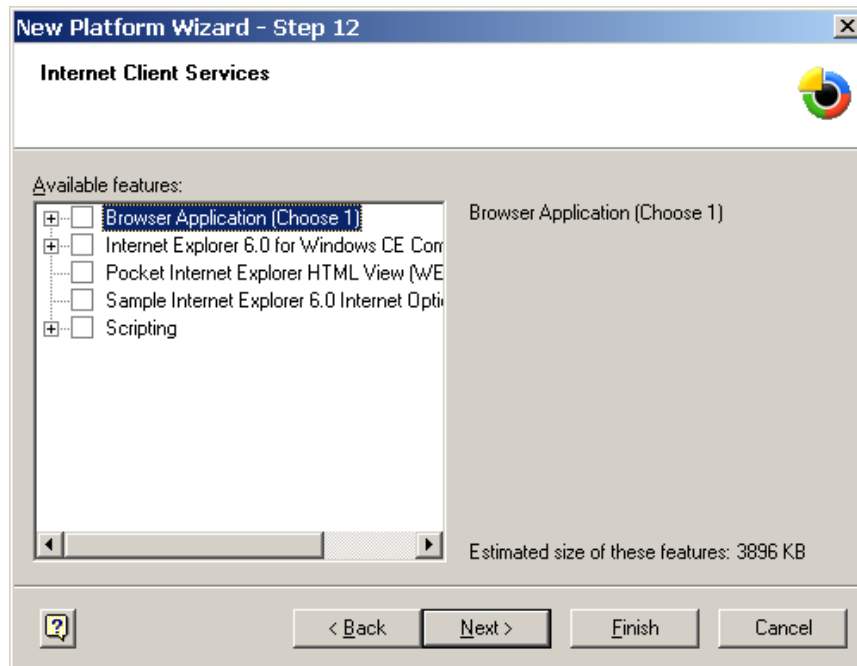 New Platform Wizard - Step 12
Internet Client Services
Available features:
Browser Application (Choose 1)
Browser Application (Choose 1)
Internet Explorer 6.0 for Windows CE Com
Pocket Internet Explorer HTML View (WE
Sample Internet Explorer 6.0 Internet Opti
Scripting
Estimated size of these features: 3896 KB
< Back
Next >
Finish
Cancel